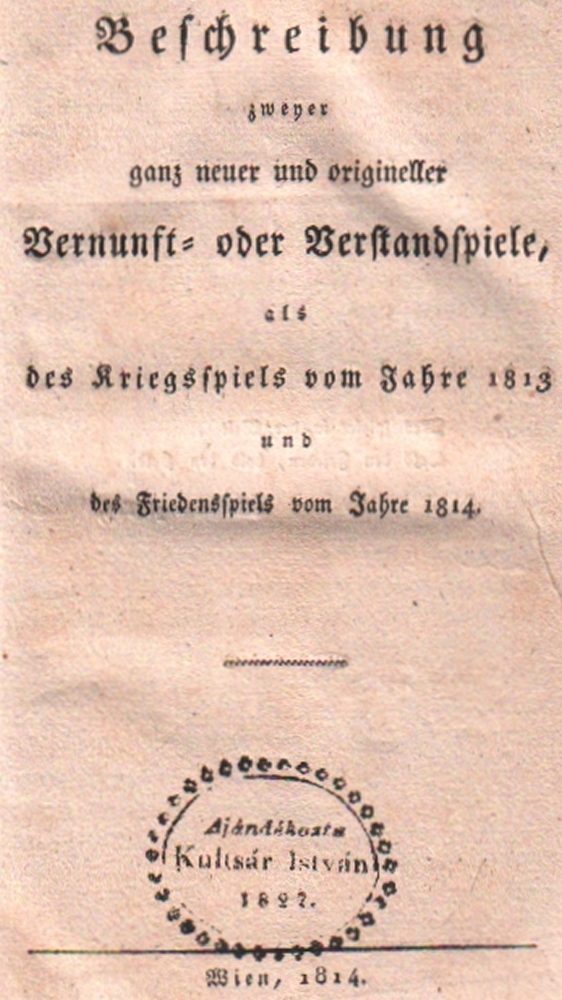 Beschreibung
zweyer
ganz neuer und origineller
Vernunft- oder Verstandspiele,
als
des Kriegsspiels vom Jahre 1813
und
des Friedensspiels vom Jahre 1814.
Ajándékozta
Kultsár István
Wien, 1814.